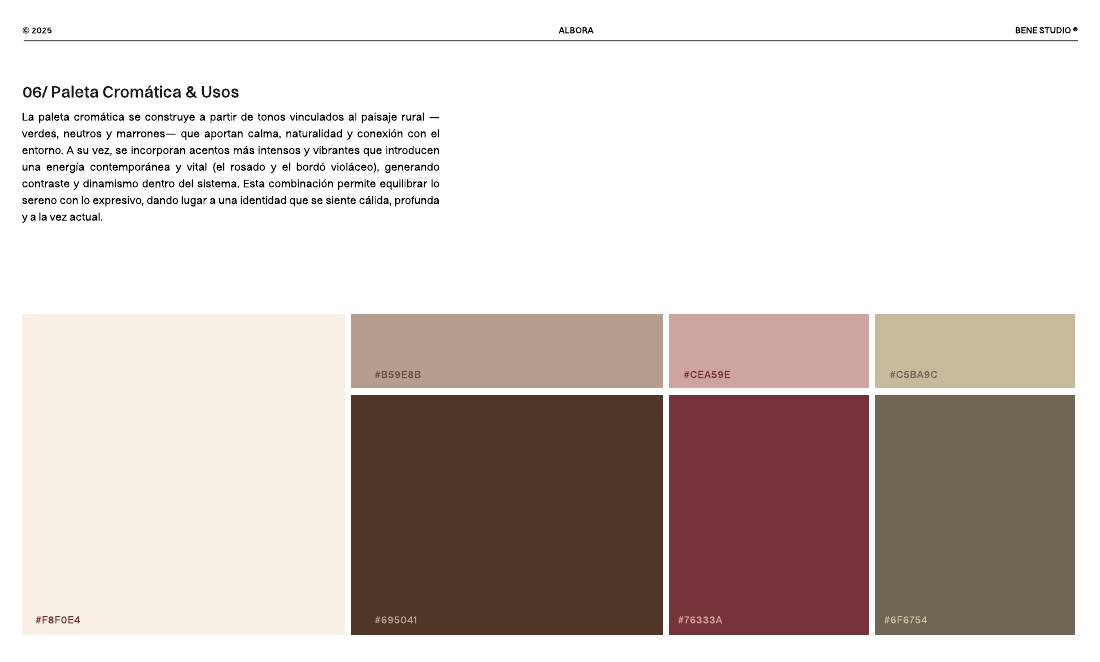 © 2025
ALBORA
BENE STUDIO ®
06/ Paleta Cromática & Usos
La paleta cromática se construye a partir de tonos vinculados al paisaje rural —
verdes, neutros y marrones— que aportan calma, naturalidad y conexión con el
entorno. A su vez, se incorporan acentos más intensos y vibrantes que introducen
una energía contemporánea y vital (el rosado y el bordó violáceo), generando
contraste y dinamismo dentro del sistema. Esta combinación permite equilibrar lo
sereno con lo expresivo, dando lugar a una identidad que se siente cálida, profunda
y a la vez actual.
#B59E8B
#CEA59E
#C5BA9C
#F8F0E4
#695041
#76333A
#6F6754